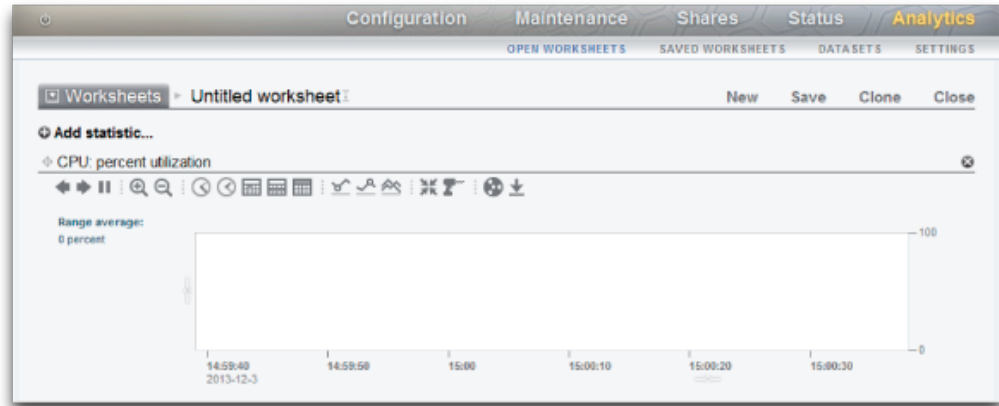 Configuration Maintenance Shares Status Analytics
OPEN WORKSHEETS SAVED WORKSHEETS DATASETS SETTINGS
Worksheets Untitled worksheet New Save Clone Close
Add statistic...
CPU: percent utilization
Range average:
0 percent
100
0
14:59:40 14:59:50 15:00 15:00:10 15:00:20 15:00:30
2013-12-3